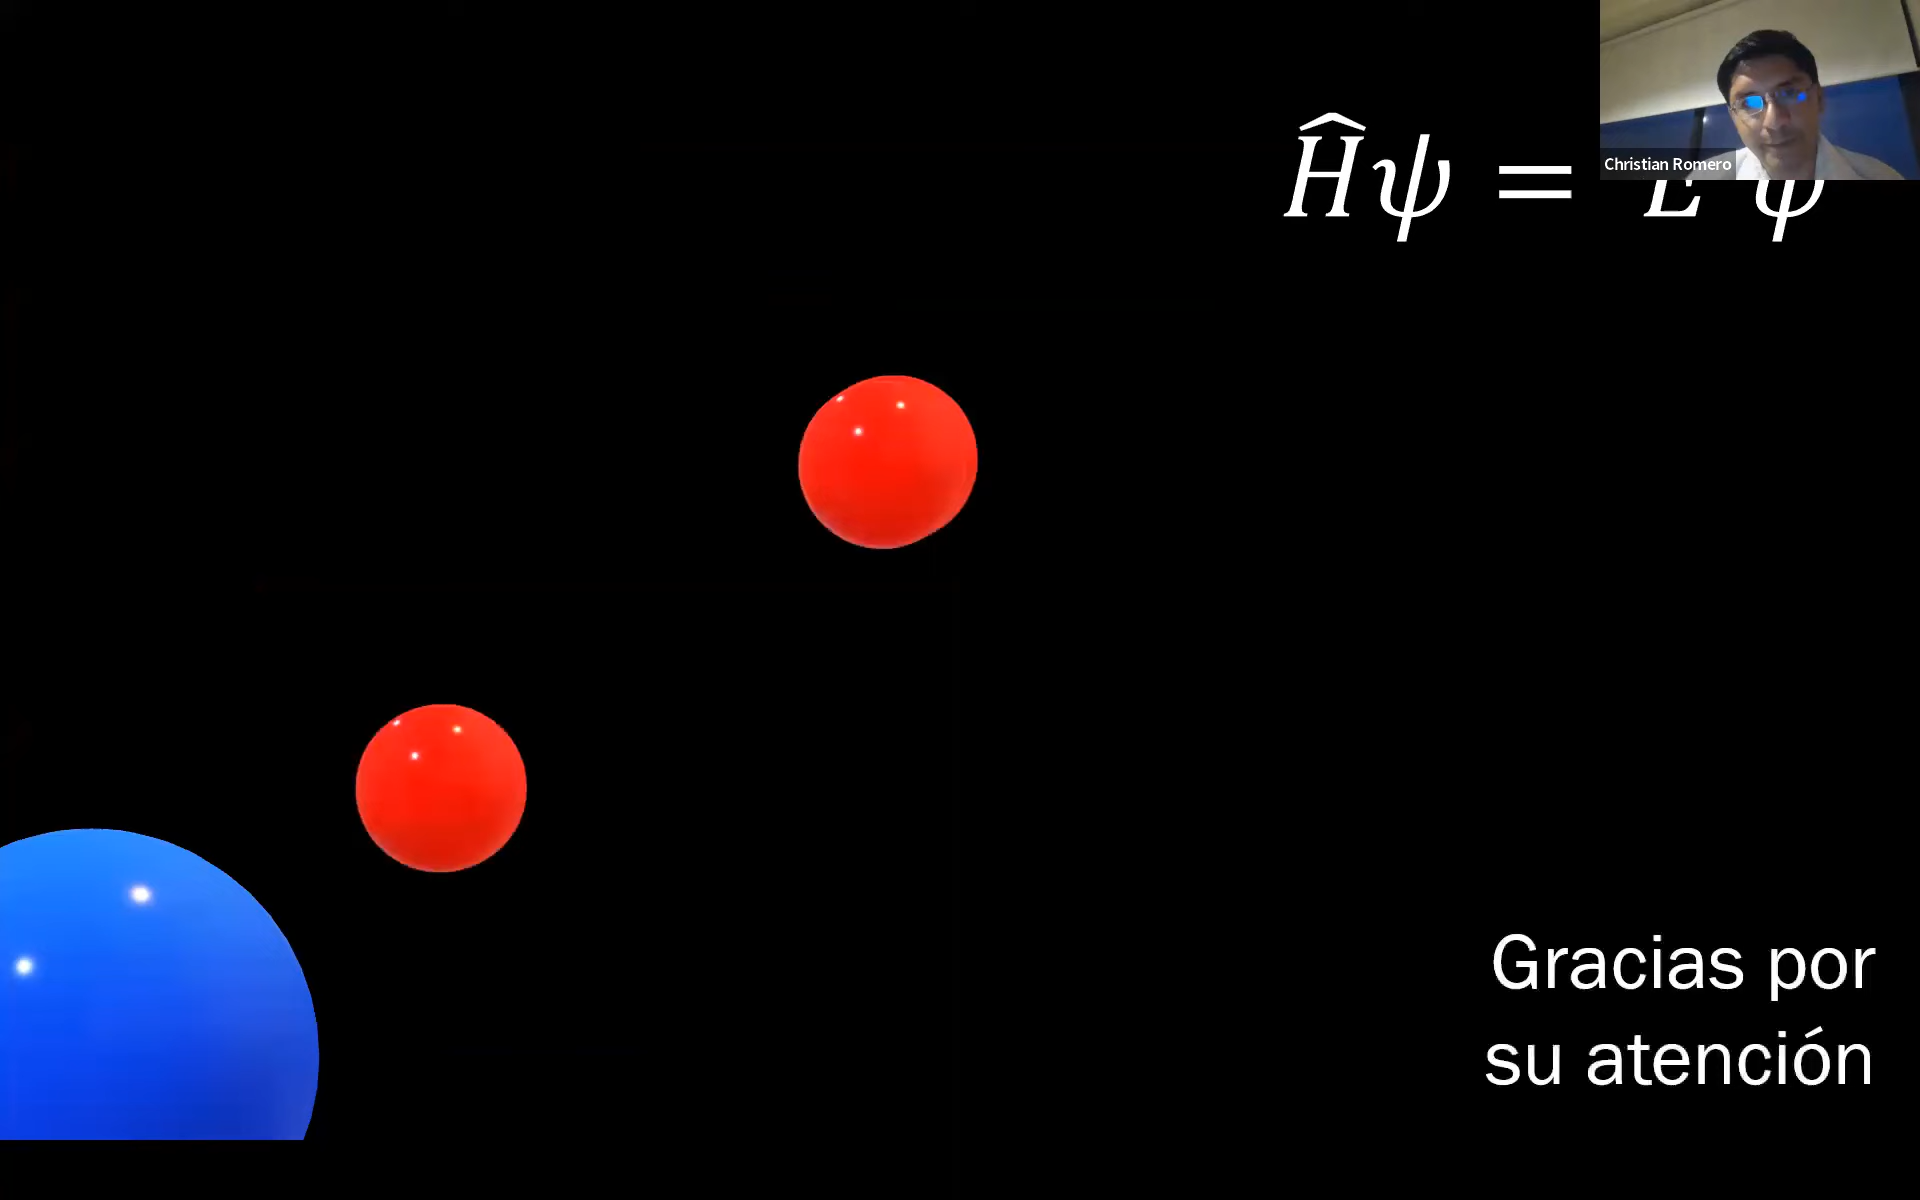 Ĥψ = E ψ
Christian Romero
Gracias por
su atención